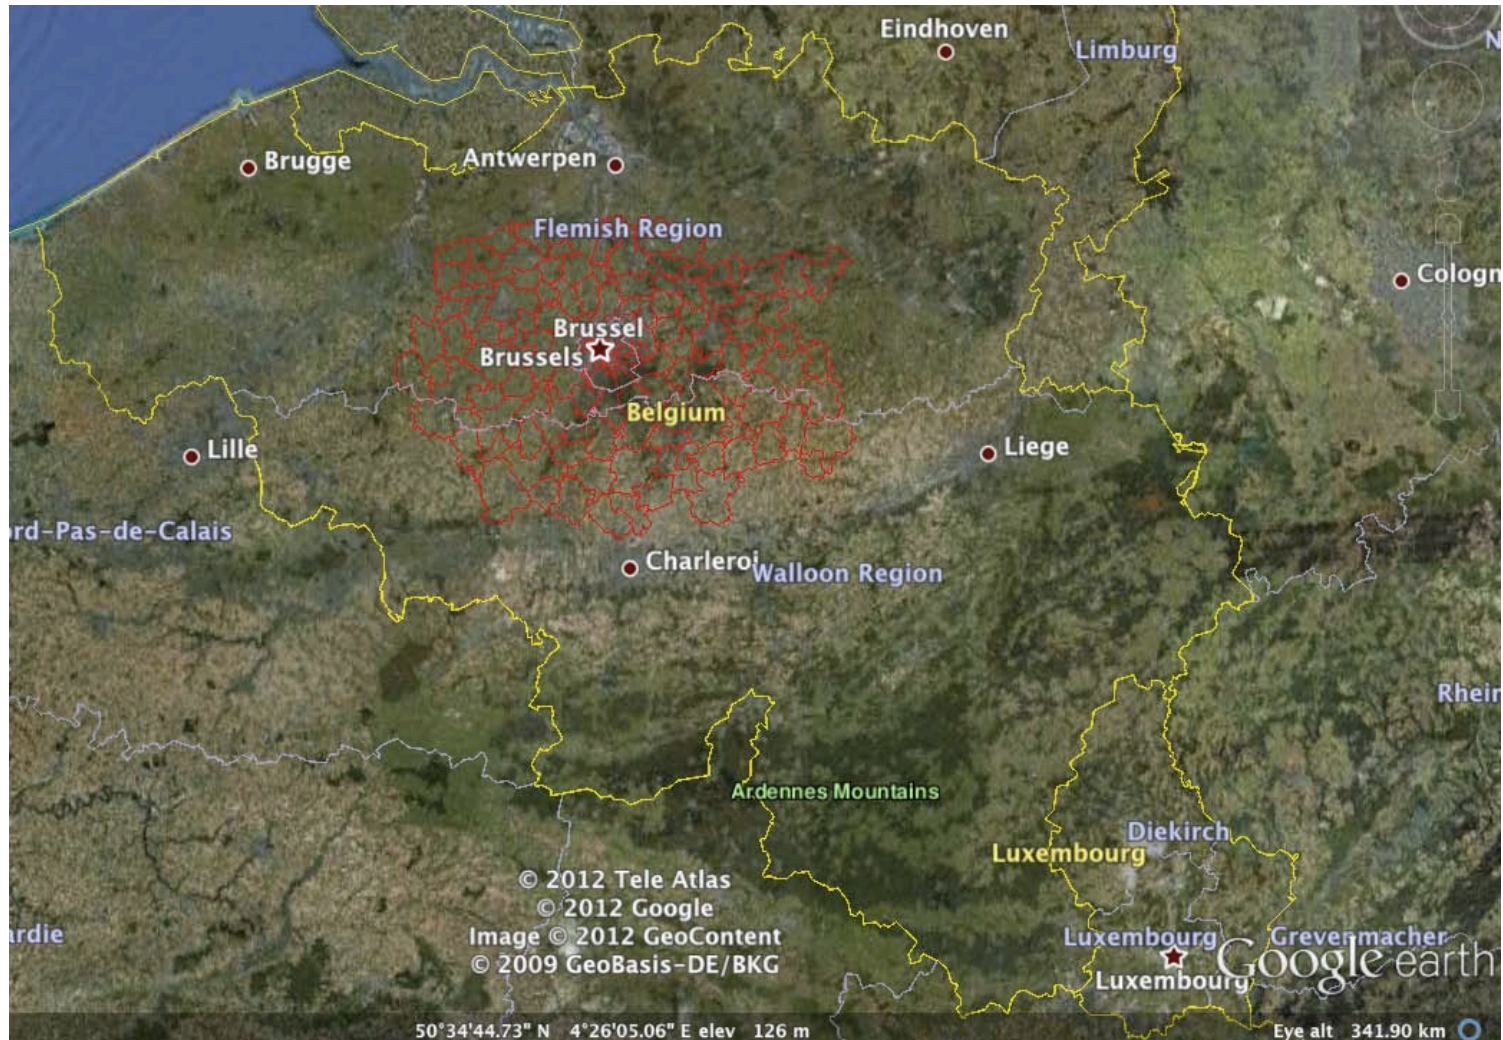 Eindhoven
Limburg
N
Brugge
Antwerpen
Flemish Region
Cologn
Brussel
Brussels
Belgium
Lille
Liege
ord-Pas-de-Calais
Charleroi
Walloon Region
Rhein
Ardennes Mountains
Diekirch
Luxembourg
© 2012 Tele Atlas
© 2012 Google
Image © 2012 GeoContent
© 2009 GeoBasis-DE/BKG
ardie
Luxembourg
Grevenmacher
Google earth
Luxembourg
50°34'44.73" N 4°26'05.06" E elev 126 m
Eye alt 341.90 km